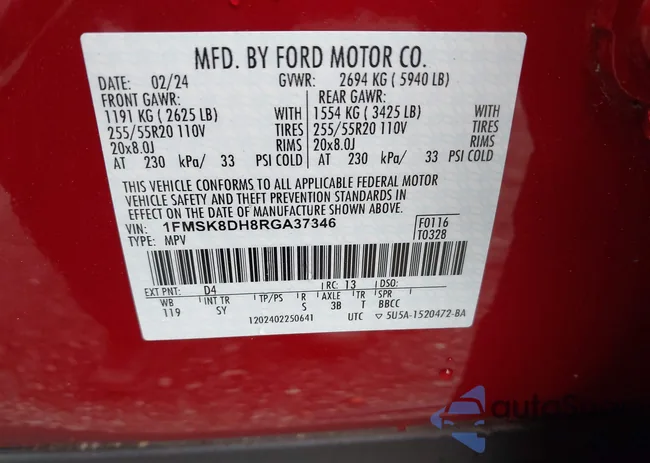 MFD. BY FORD MOTOR CO.
DATE: 02/24 GVWR: 2694 KG ( 5940 LB)
FRONT GAWR: REAR GAWR:
1191 KG ( 2625 LB) WITH 1554 KG ( 3425 LB) WITH
255/55R20 110V TIRES 255/55R20 110V TIRES
20x8.0J RIMS 20x8.0J RIMS
AT 230 kPa/ 33 PSI COLD AT 230 kPa/ 33 PSI COLD
THIS VEHICLE CONFORMS TO ALL APPLICABLE FEDERAL MOTOR
VEHICLE SAFETY AND THEFT PREVENTION STANDARDS IN
EFFECT ON THE DATE OF MANUFACTURE SHOWN ABOVE.
VIN: 1FMSK8DH8RGA37346 F0116
TYPE: MPV T0328
EXT PNT: D4 RC: 13 DSO:
WB INT TR TP/PS R AXLE TR SPR
119 SY S 3B T BBCC
1202402250641 UTC ▽ 5U5A-1520472-BA